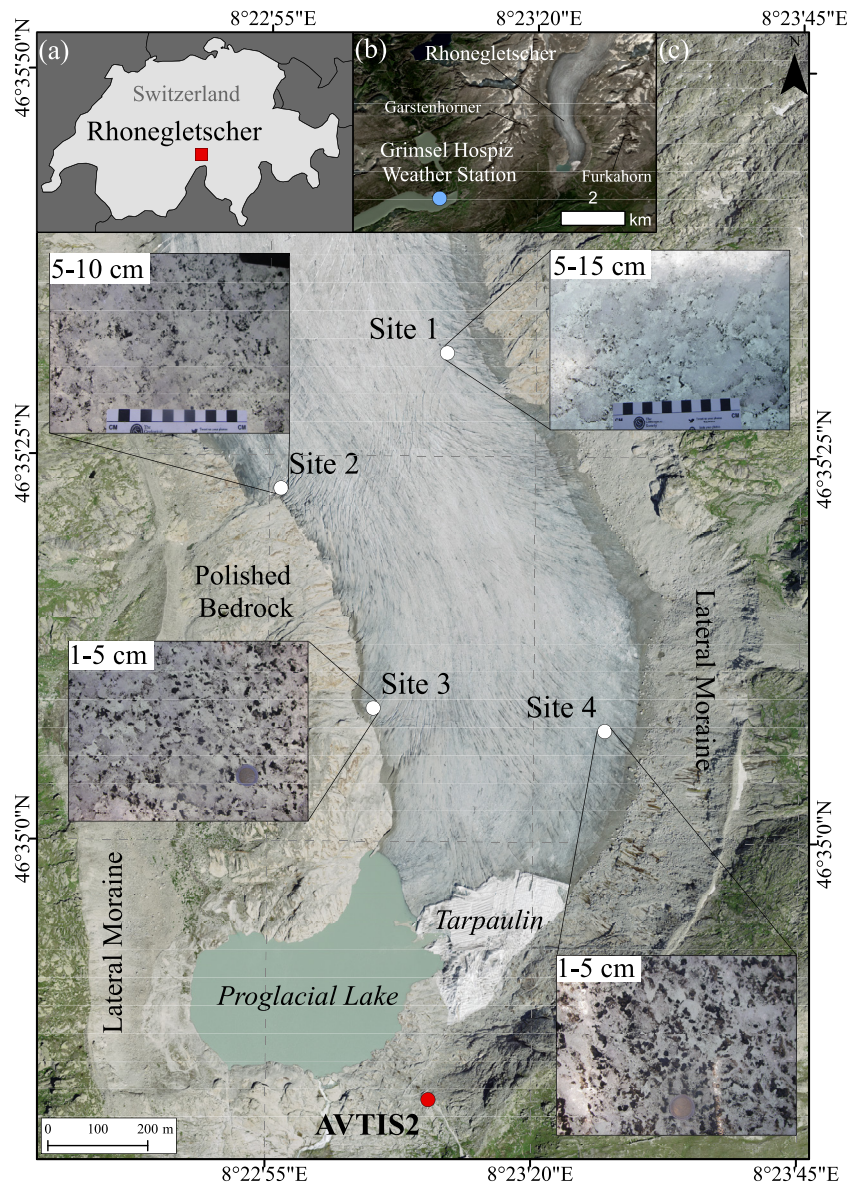 8°22'55"E
8°23'20"E
8°23'45"E
46°35'50"N
(a)
Switzerland
Rhonegletscher
(b)
Rhonegletscher
Garstenhorner
Grimsel Hospiz
Weather Station
Furkahorn
2
km
(c)
N
5-10 cm
CM
CM
5-15 cm
CM
CM
Site 1
46°35'25"N
46°35'25"N
Site 2
Polished
Bedrock
Lateral Moraine
1-5 cm
Site 3
Site 4
46°35'0"N
46°35'0"N
Lateral Moraine
Tarpaulin
Proglacial Lake
1-5 cm
AVTIS2
0 100 200 m
8°22'55"E
8°23'20"E
8°23'45"E